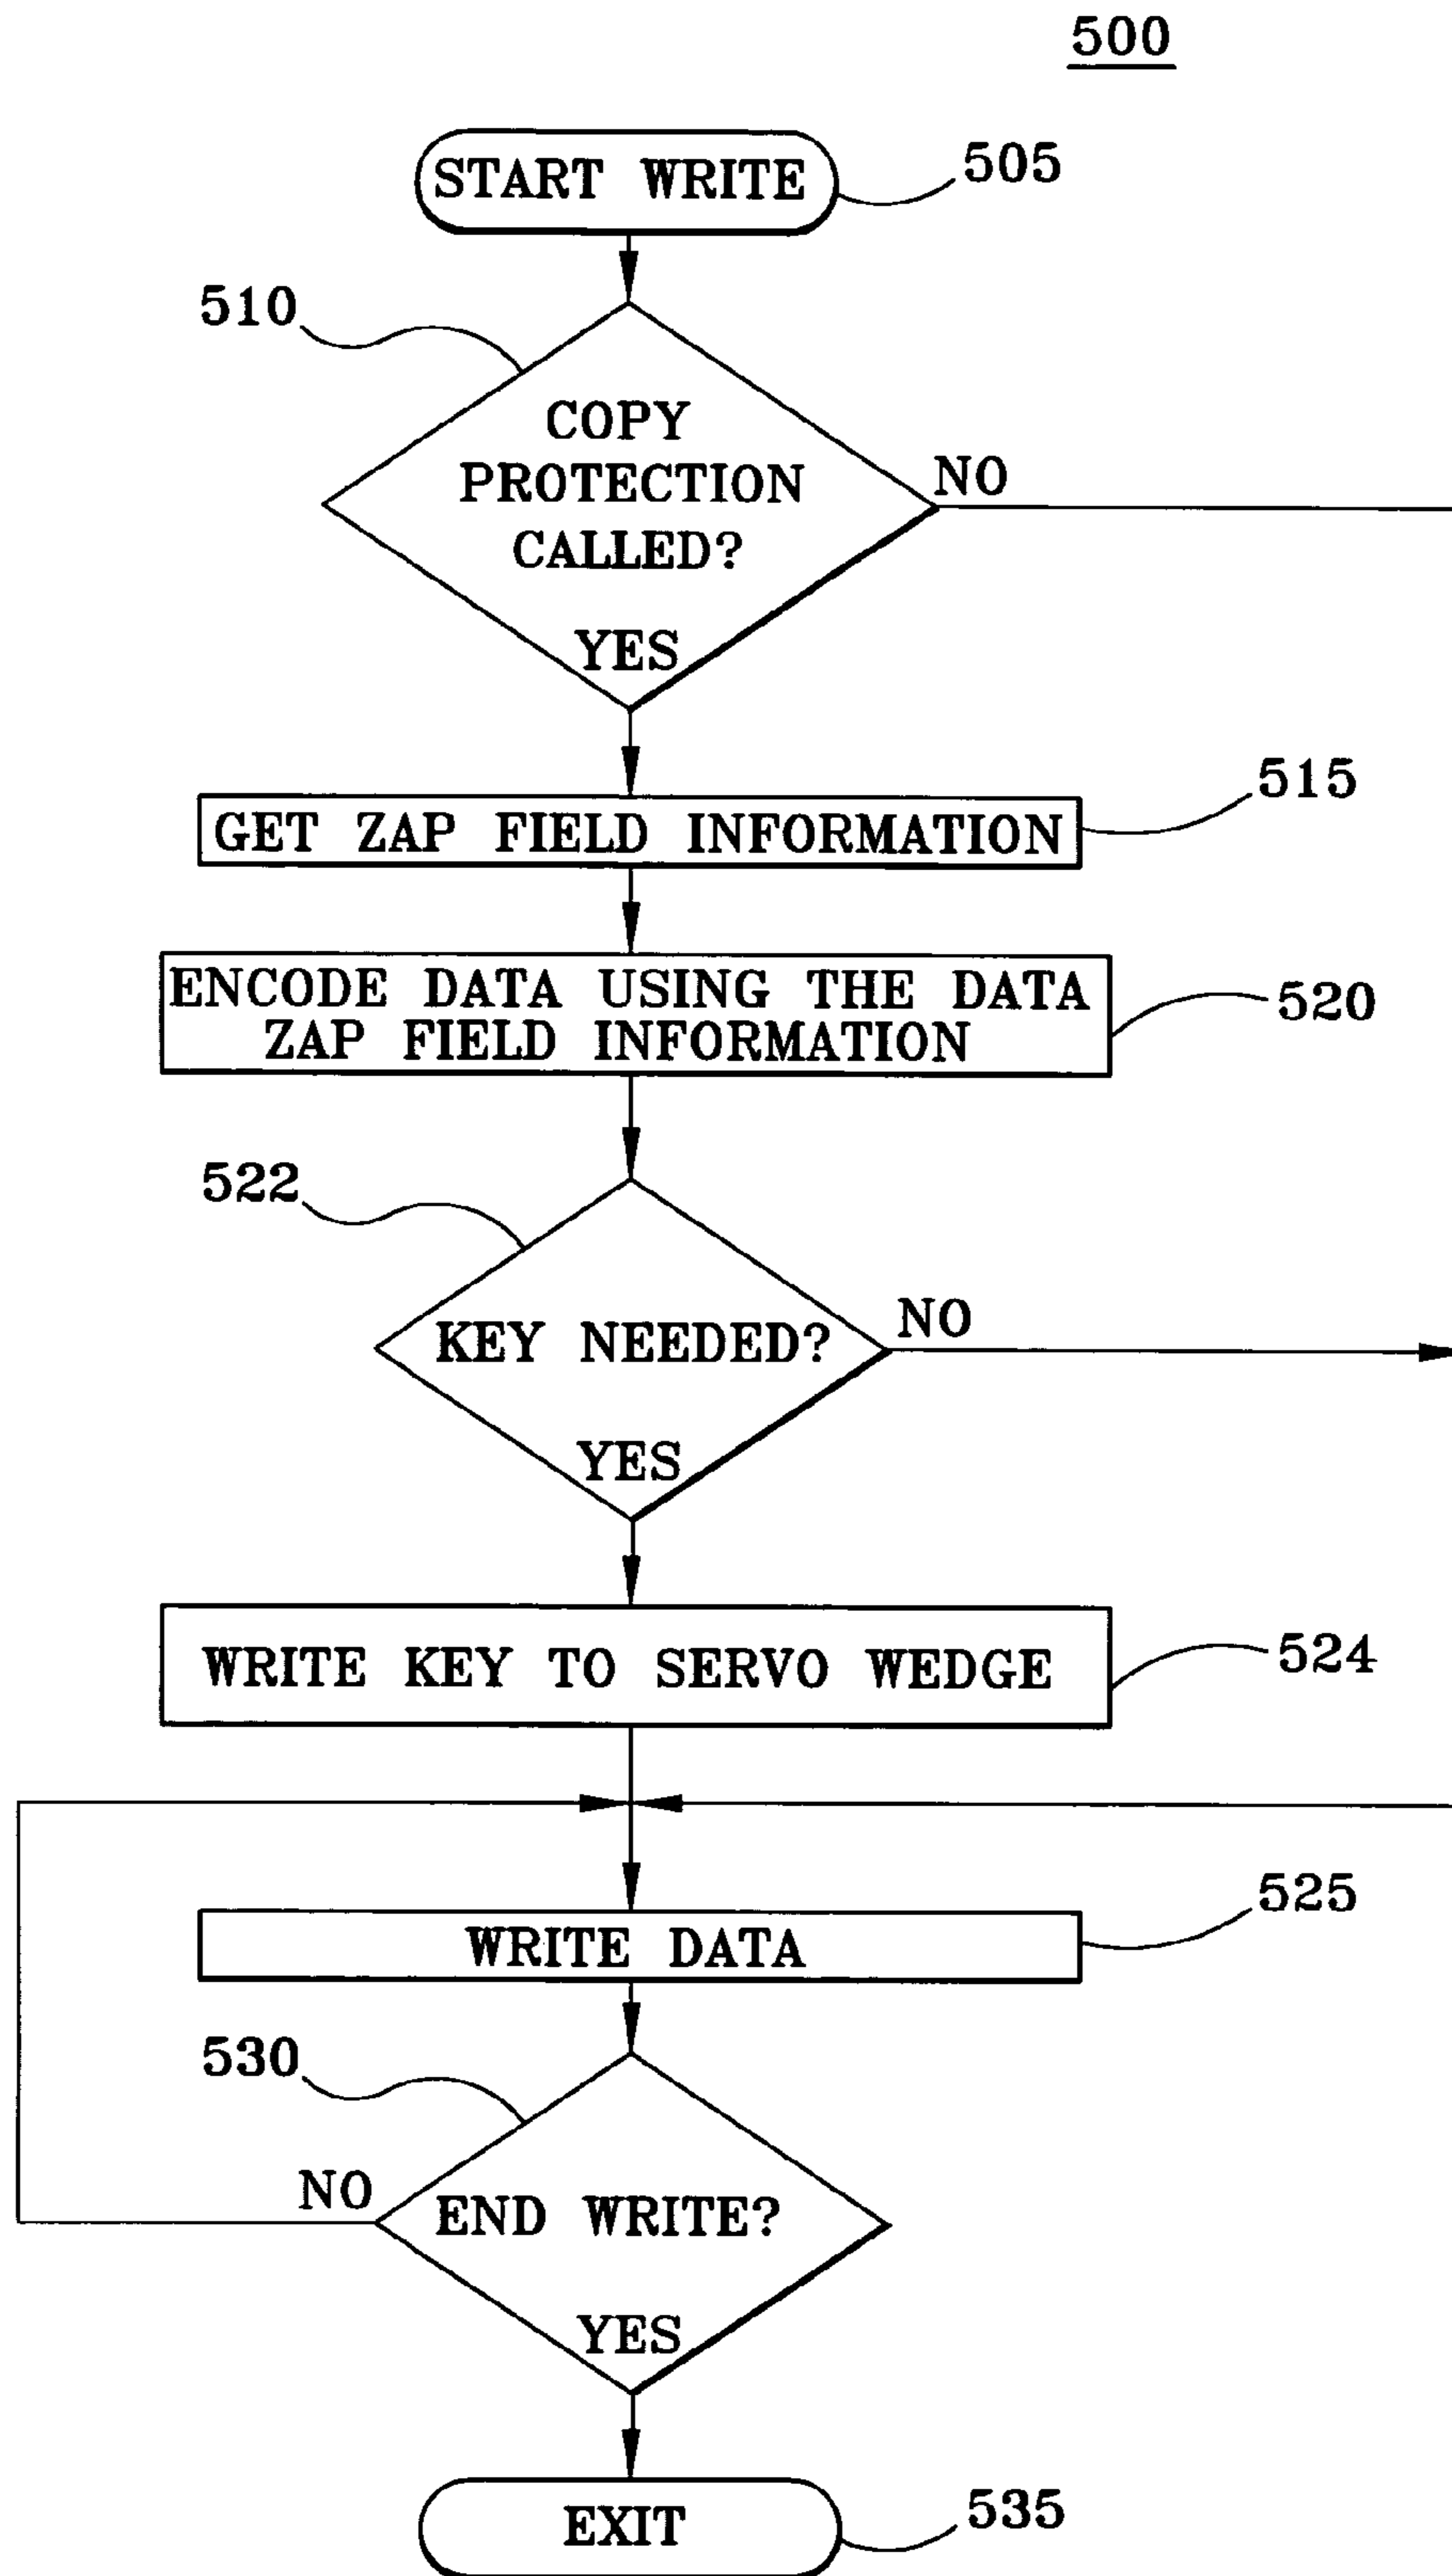 500
START WRITE
505
510
COPY
PROTECTION
CALLED?
NO
YES
515
GET ZAP FIELD INFORMATION
ENCODE DATA USING THE DATA
ZAP FIELD INFORMATION
520
522
KEY NEEDED?
NO
YES
WRITE KEY TO SERVO WEDGE
524
525
WRITE DATA
530
NO
END WRITE?
YES
EXIT
535